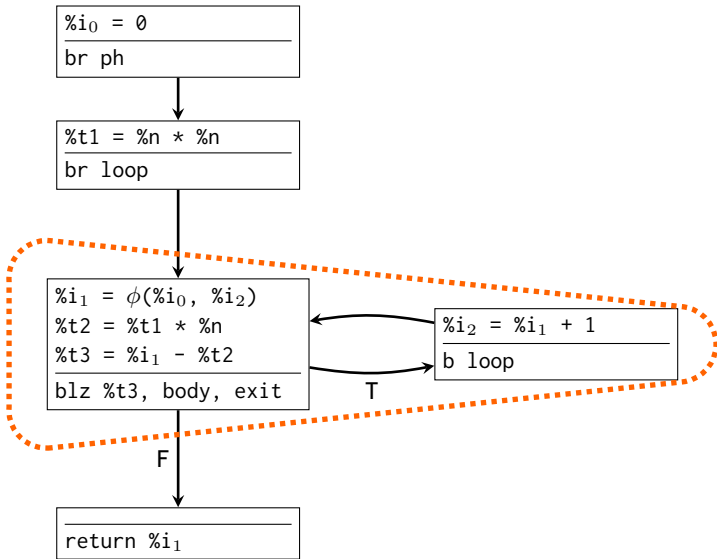 %i₀ = 0
br ph
%t1 = %n * %n
br loop
%i₁ = ϕ(%i₀, %i₂)
%t2 = %t1 * %n
%t3 = %i₁ - %t2
blz %t3, body, exit
%i₂ = %i₁ + 1
b loop
T
F
return %i₁